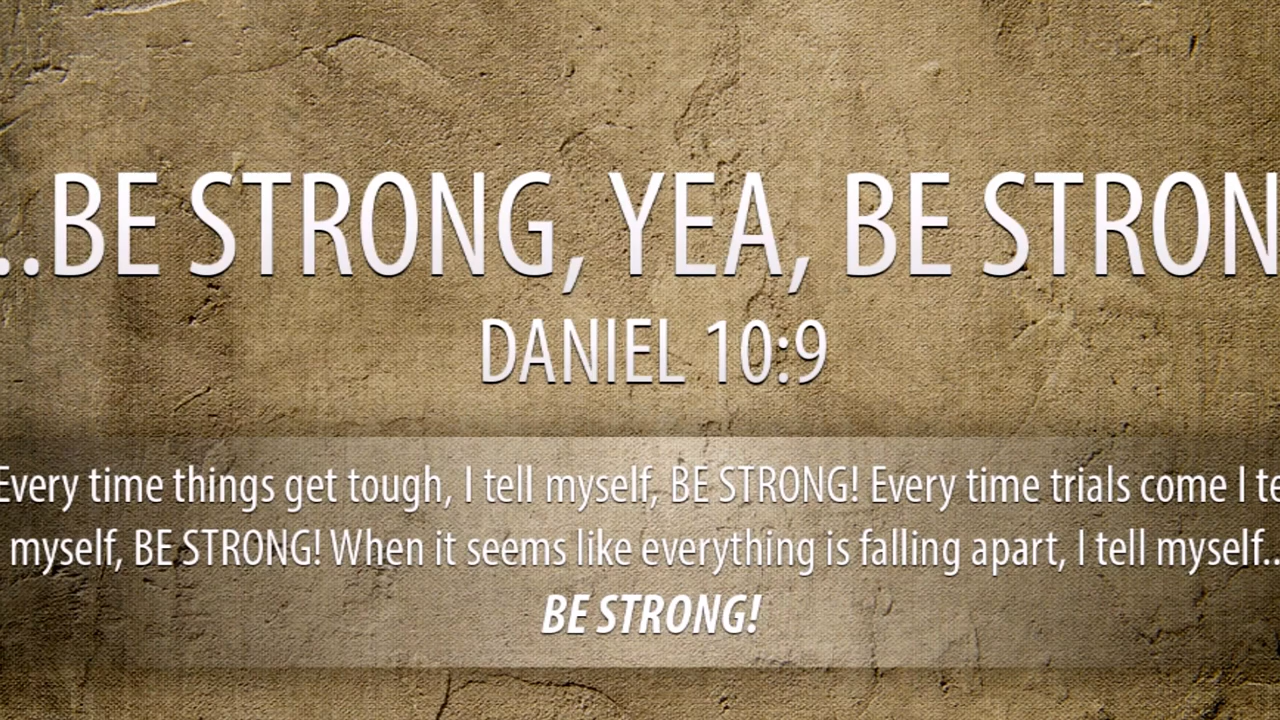 ..BE STRONG, YEA, BE STRON
DANIEL 10:9
Every time things get tough, I tell myself, BE STRONG! Every time trials come I te
myself, BE STRONG! When it seems like everything is falling apart, I tell myself..
BE STRONG!